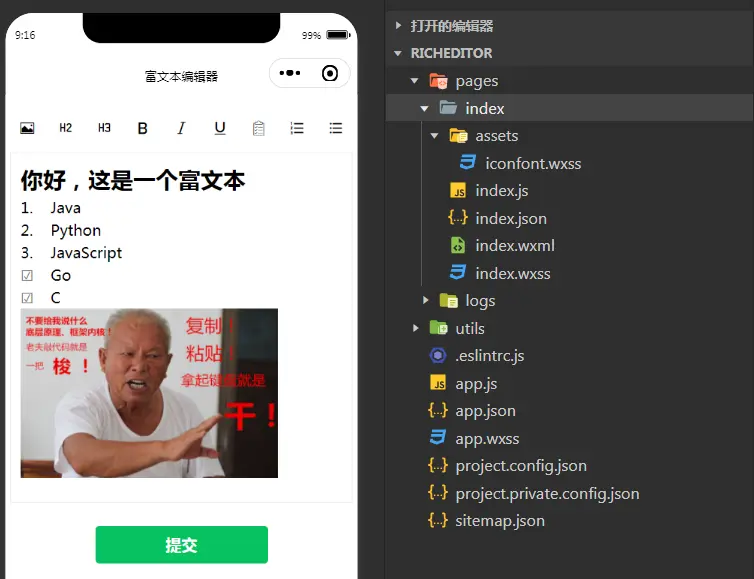 9:16
99%
富文本编辑器
H2
H3
B
I
U
你好，这是一个富文本
1. Java
2. Python
3. JavaScript
Go
C
不要给我说什么
底层原理、框架内核！
老夫敲代码就是
一把 梭！
复制！
粘贴！
拿起键盘就是
干！
提交
打开的编辑器
RICHEDITOR
pages
index
assets
iconfont.wxss
JS index.js
{..} index.json
index.wxml
index.wxss
logs
utils
.eslintrc.js
JS app.js
{..} app.json
app.wxss
{..} project.config.json
{..} project.private.config.json
{..} sitemap.json